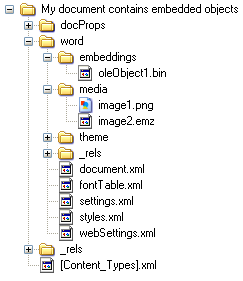 My document contains embedded objects
docProps
word
embeddings
oleObject1.bin
media
image1.png
image2.emz
theme
_rels
document.xml
fontTable.xml
settings.xml
styles.xml
webSettings.xml
_rels
[Content_Types].xml